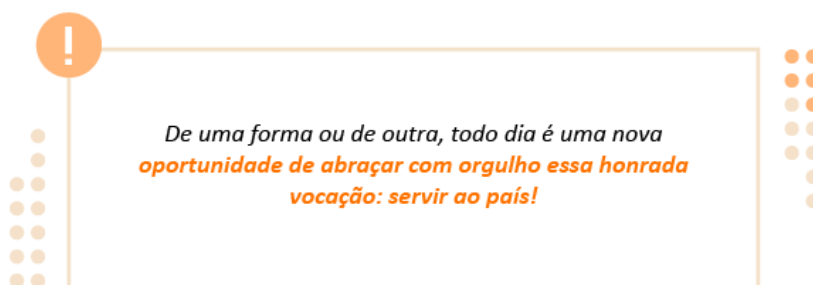 !
De uma forma ou de outra, todo dia é uma nova
oportunidade de abraçar com orgulho essa honrada
vocação: servir ao país!